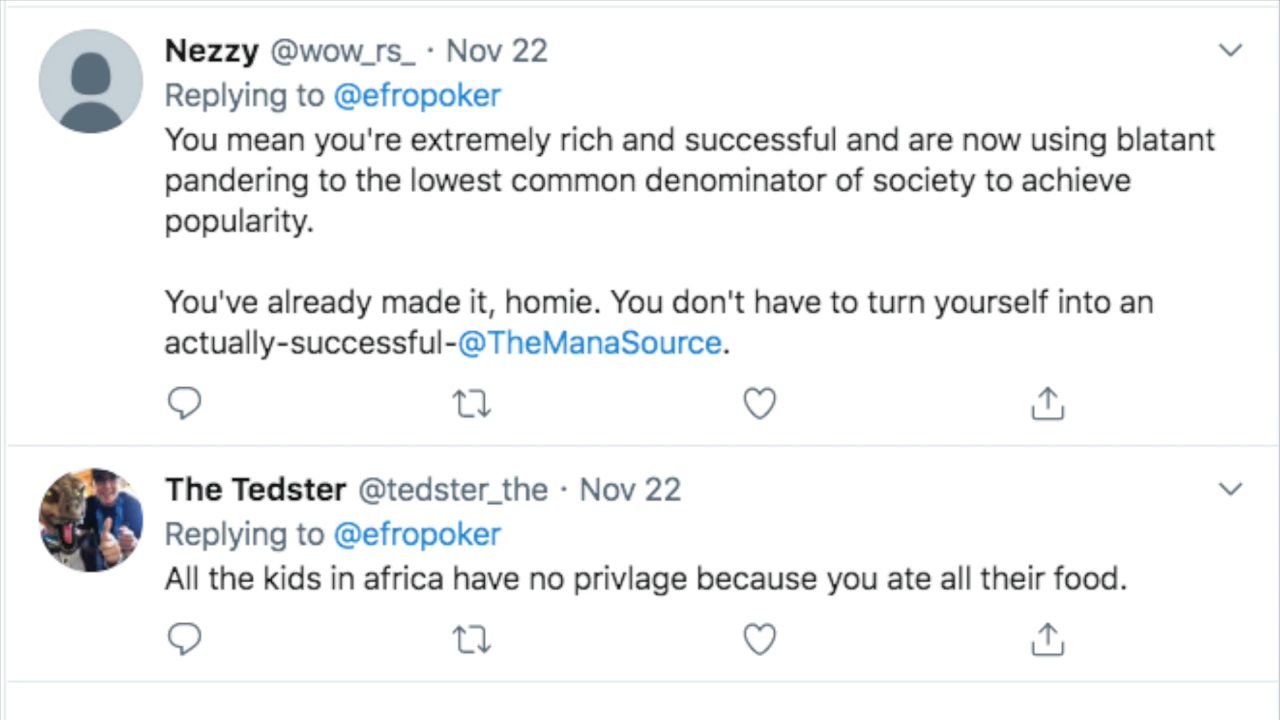 Nezzy @wow_rs_ · Nov 22
Replying to @efropoker
You mean you're extremely rich and successful and are now using blatant
pandering to the lowest common denominator of society to achieve
popularity.
You've already made it, homie. You don't have to turn yourself into an
actually-successful-@TheManaSource.
The Tedster @tedster_the · Nov 22
Replying to @efropoker
All the kids in africa have no privlage because you ate all their food.